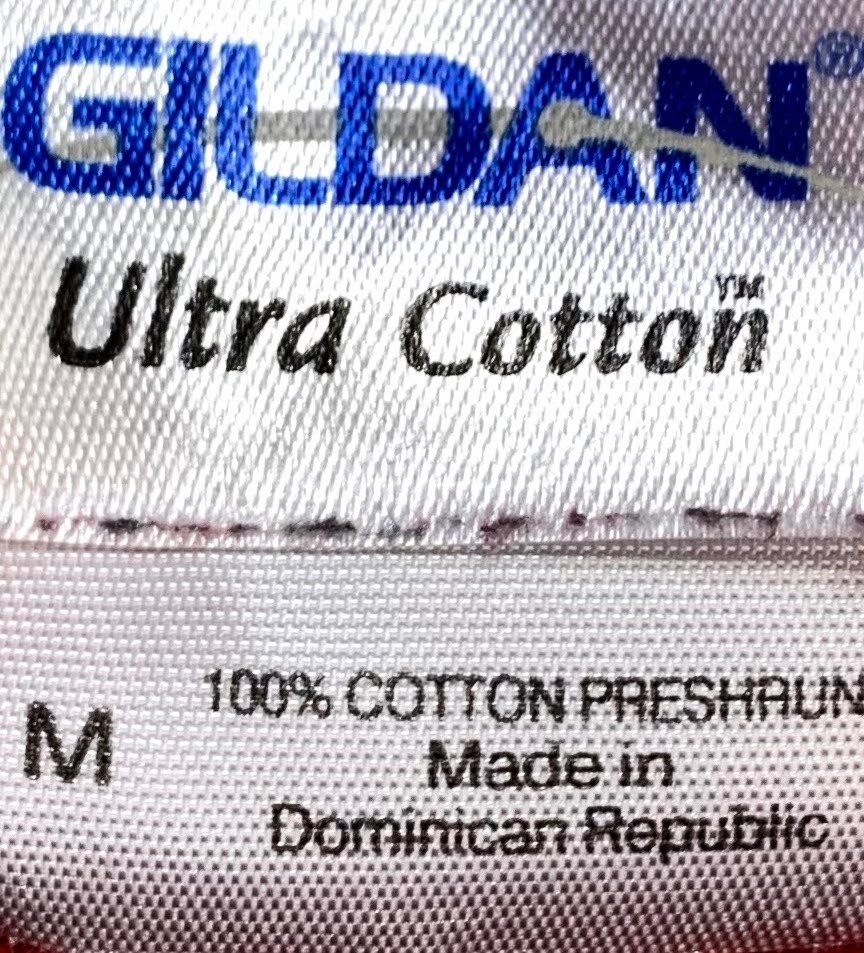 GILDAN®
Ultra Cotton™
M
100% COTTON PRESHRUN
Made in
Dominican Republic